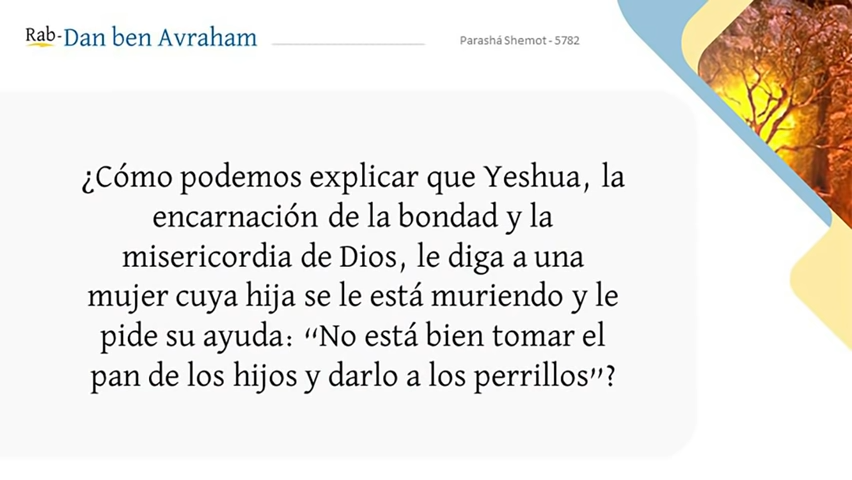 Rab-Dan ben Avraham
Parashá Shemot - 5782
¿Cómo podemos explicar que Yeshua, la
encarnación de la bondad y la
misericordia de Dios, le diga a una
mujer cuya hija se le está muriendo y le
pide su ayuda: “No está bien tomar el
pan de los hijos y darlo a los perrillos”?